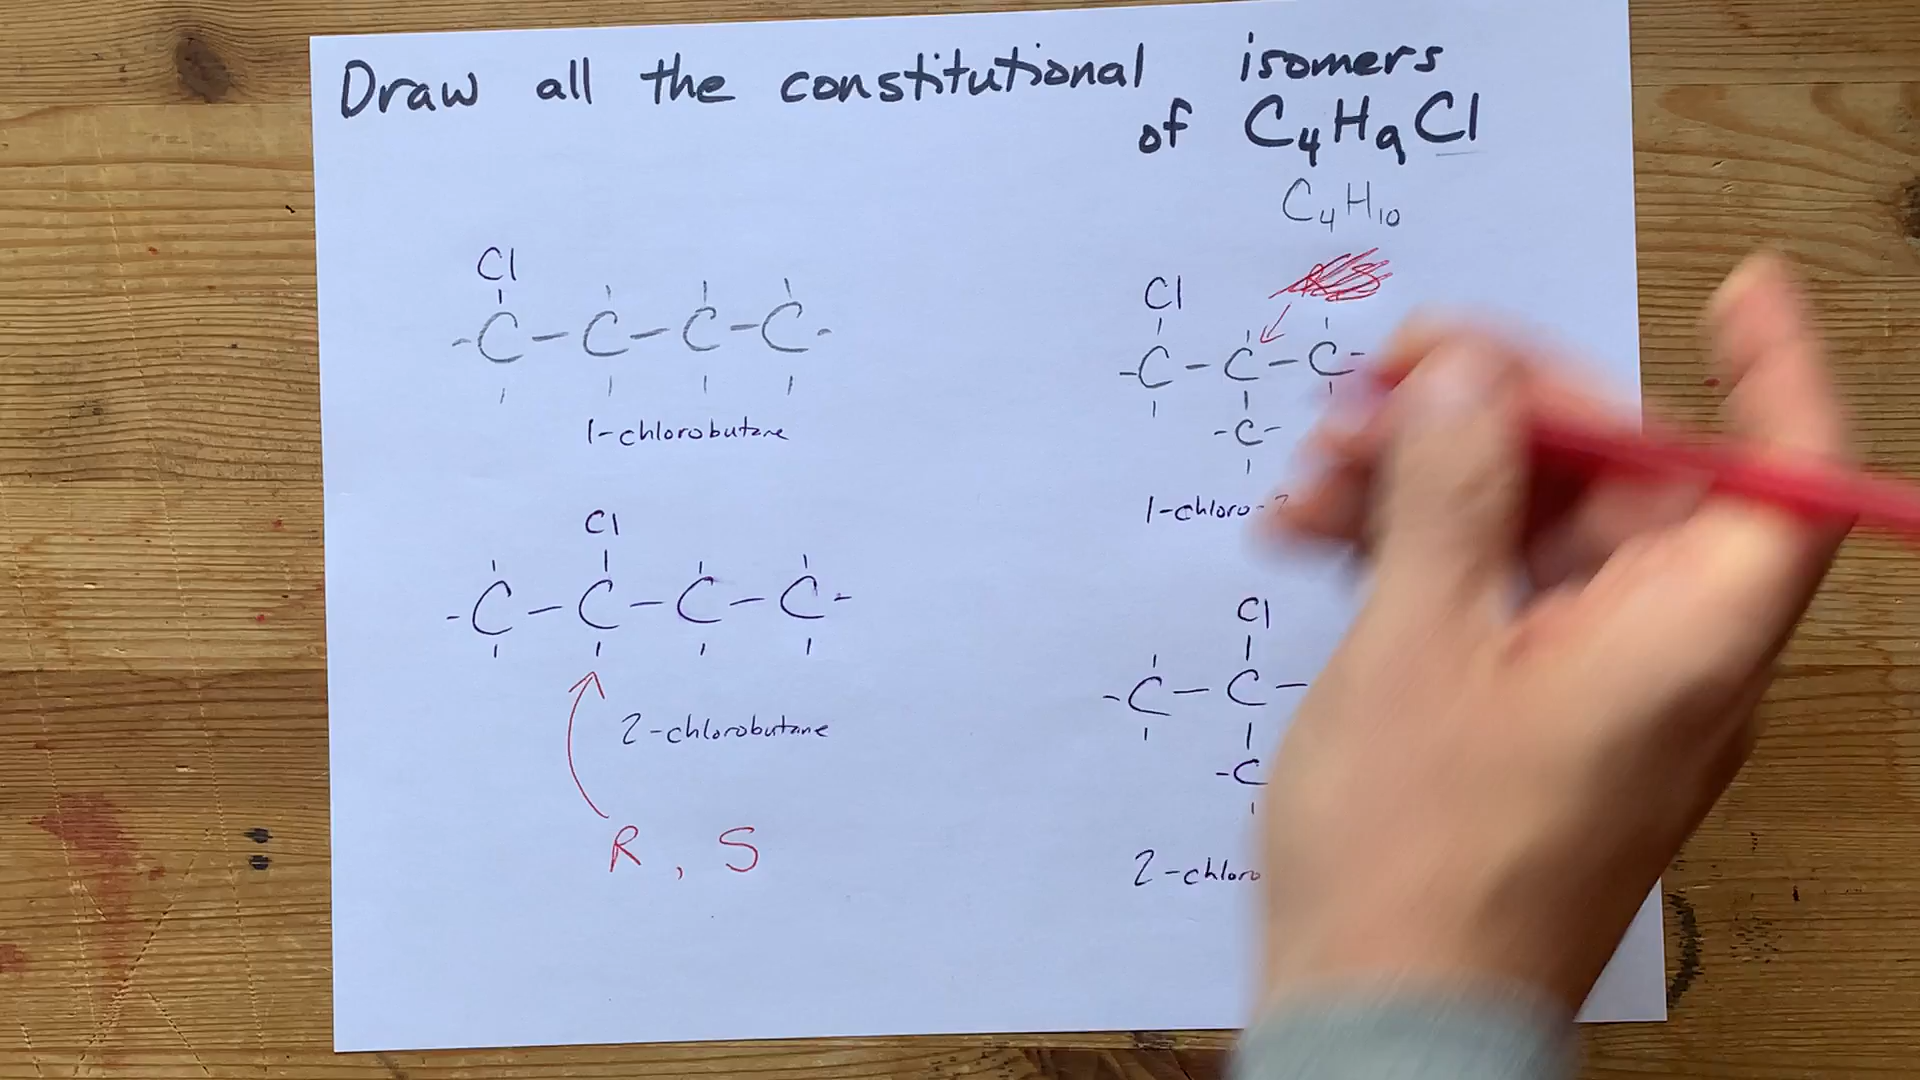 Draw all the constitutional isomers
of C₄H₉Cl
C₄H₁₀
Cl
-C-C-C-C-
1-chlorobutane
Cl
-C-C-C-C-
2-chlorobutane
R, S
Cl
-C-C-C-
-C-
1-chloro-
Cl
-C-C-
-C
2-chloro